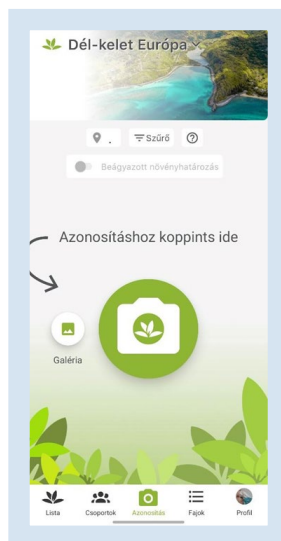 Dél-kelet Európa
.
Szűrő
Beágyazott növényhatározás
Azonosításhoz koppints ide
Galéria
Lista
Csoportok
Azonosítás
Fajok
Profil